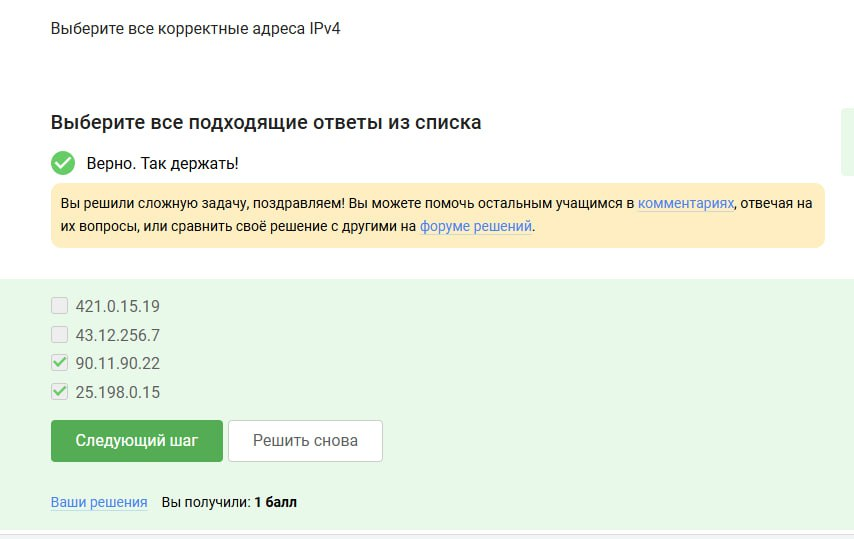 Выберите все корректные адреса IPv4
Выберите все подходящие ответы из списка
Верно. Так держать!
Вы решили сложную задачу, поздравляем! Вы можете помочь остальным учащимся в комментариях, отвечая на
их вопросы, или сравнить своё решение с другими на форуме решений.
421.0.15.19
43.12.256.7
90.11.90.22
25.198.0.15
Следующий шаг Решить снова
Ваши решения Вы получили: 1 балл